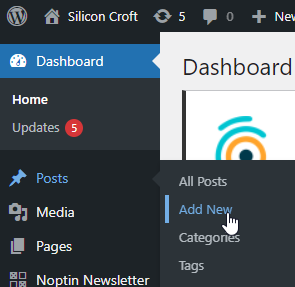 Silicon Croft 5 0 + New
Dashboard
Dashboard
Home
Updates 5
Posts
All Posts
Add New
Media
Categories
Pages
Tags
Noptin Newsletter